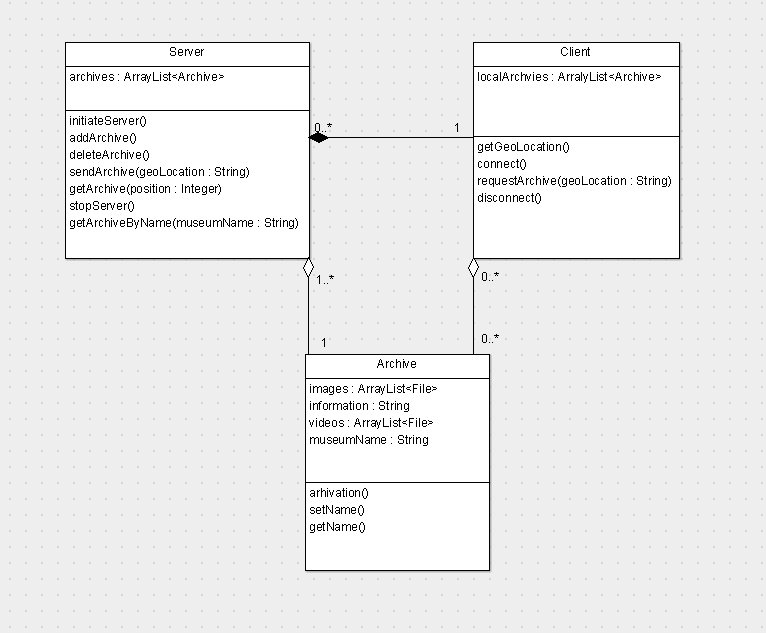 Server
archives : ArrayList<Archive>
initiateServer()
addArchive()
deleteArchive()
sendArchive(geoLocation : String)
getArchive(position : Integer)
stopServer()
getArchiveByName(museumName : String)
0..*
1
Client
localArchvies : ArralyList<Archive>
getGeoLocation()
connect()
requestArchive(geoLocation : String)
disconnect()
1..*
1
0..*
0..*
Archive
images : ArrayList<File>
information : String
videos : ArrayList<File>
museumName : String
arhivation()
setName()
getName()